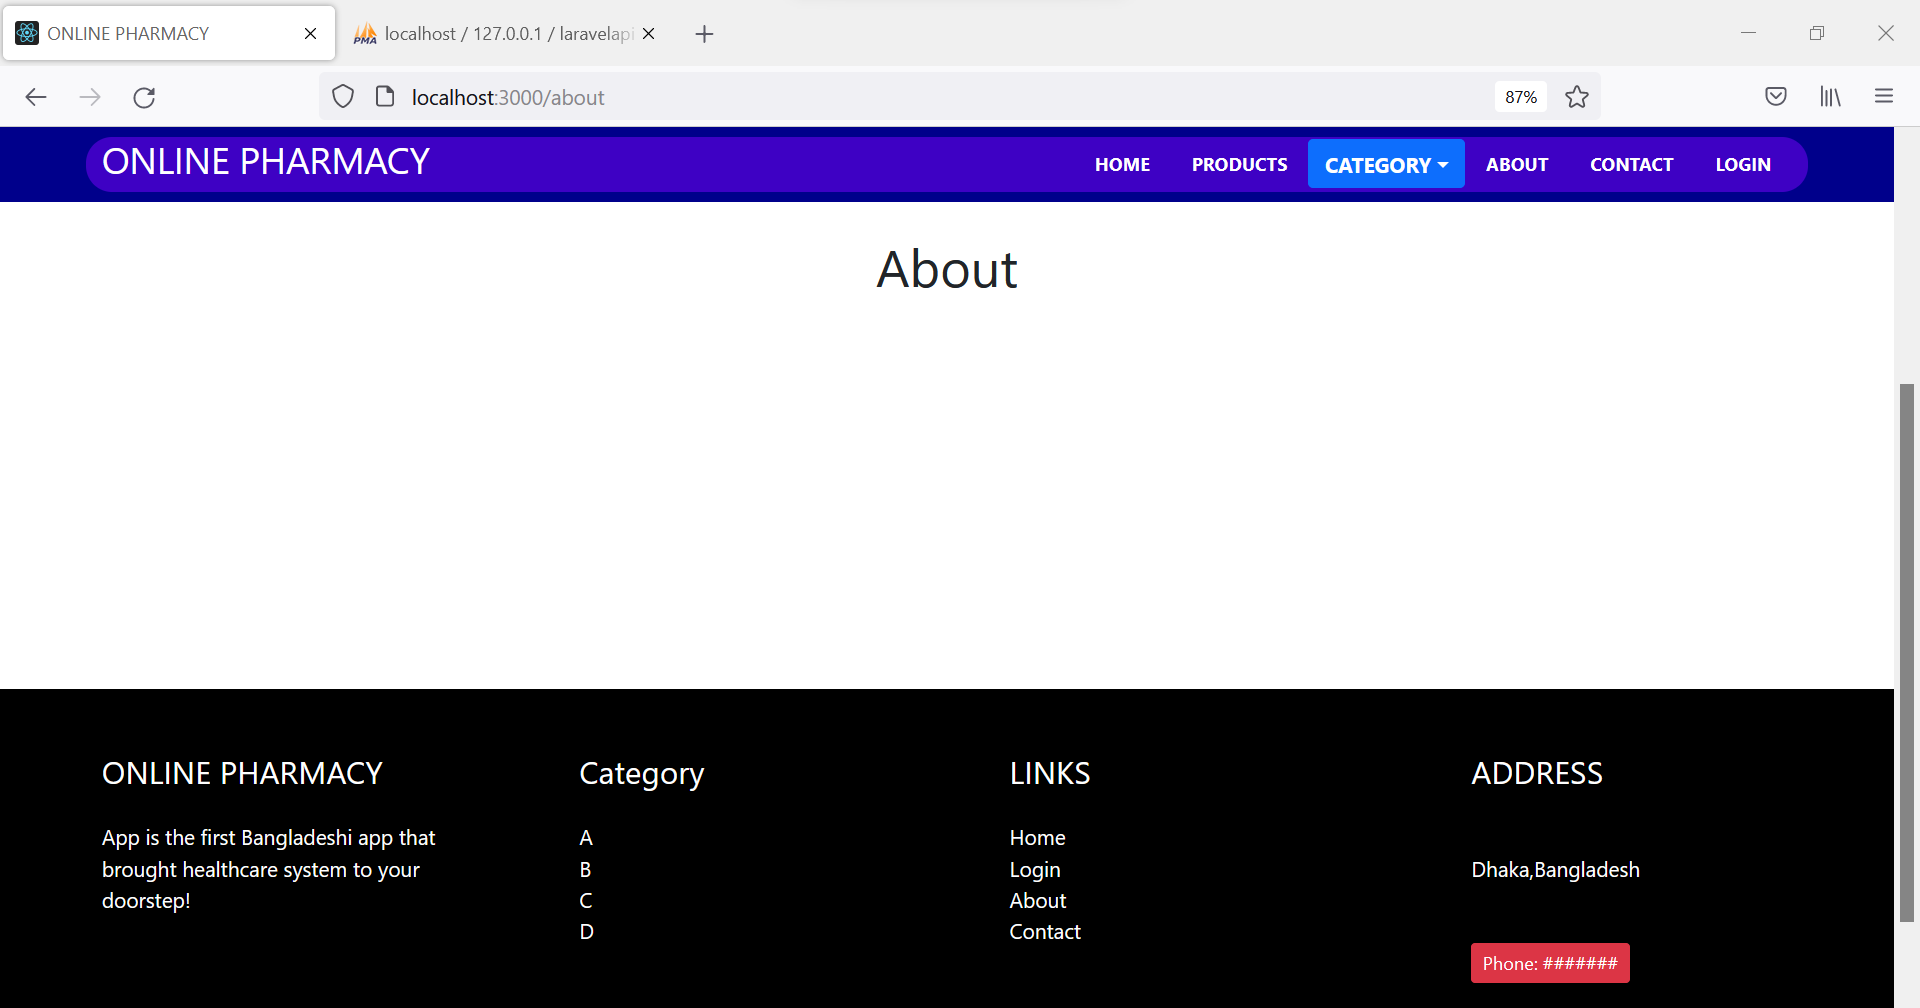 ONLINE PHARMACY
localhost / 127.0.0.1 / laravelapi
localhost:3000/about
87%
ONLINE PHARMACY
HOME PRODUCTS CATEGORY ABOUT CONTACT LOGIN
About
ONLINE PHARMACY
App is the first Bangladeshi app that
brought healthcare system to your
doorstep!
Category
A
B
C
D
LINKS
Home
Login
About
Contact
ADDRESS
Dhaka,Bangladesh
Phone: #######